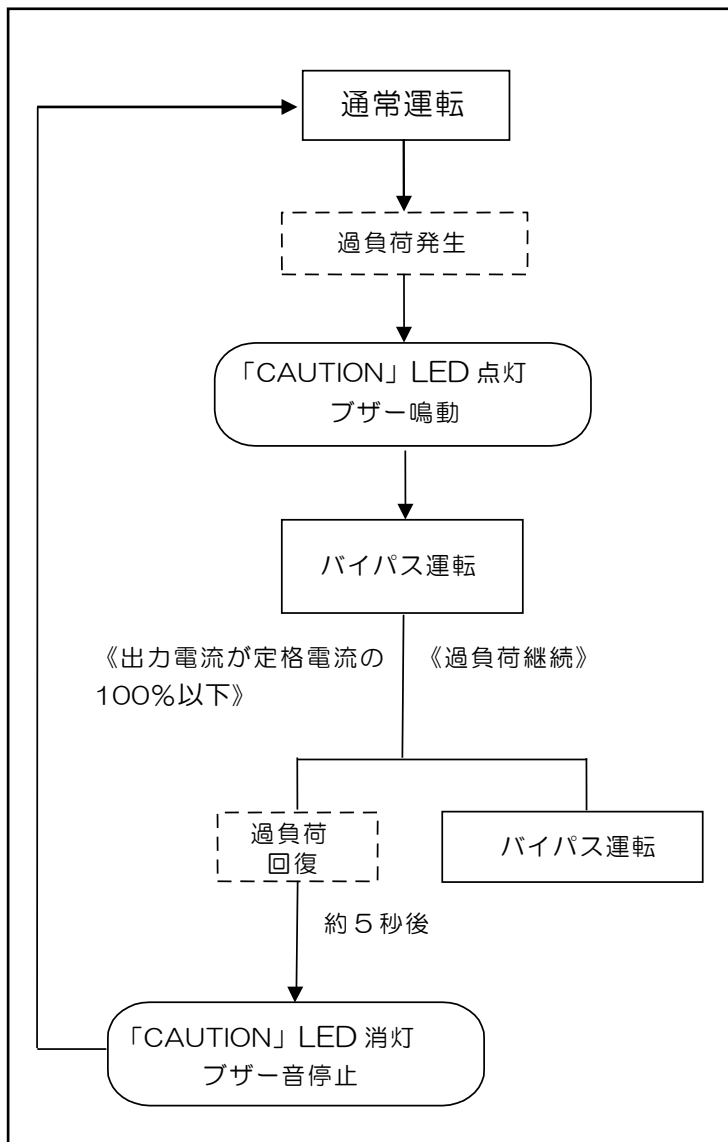 通常運転
過負荷発生
「CAUTION」LED 点灯
ブザー鳴動
バイパス運転
《出力電流が定格電流の
100%以下》
《過負荷継続》
過負荷
回復
バイパス運転
約5秒後
「CAUTION」LED 消灯
ブザー音停止